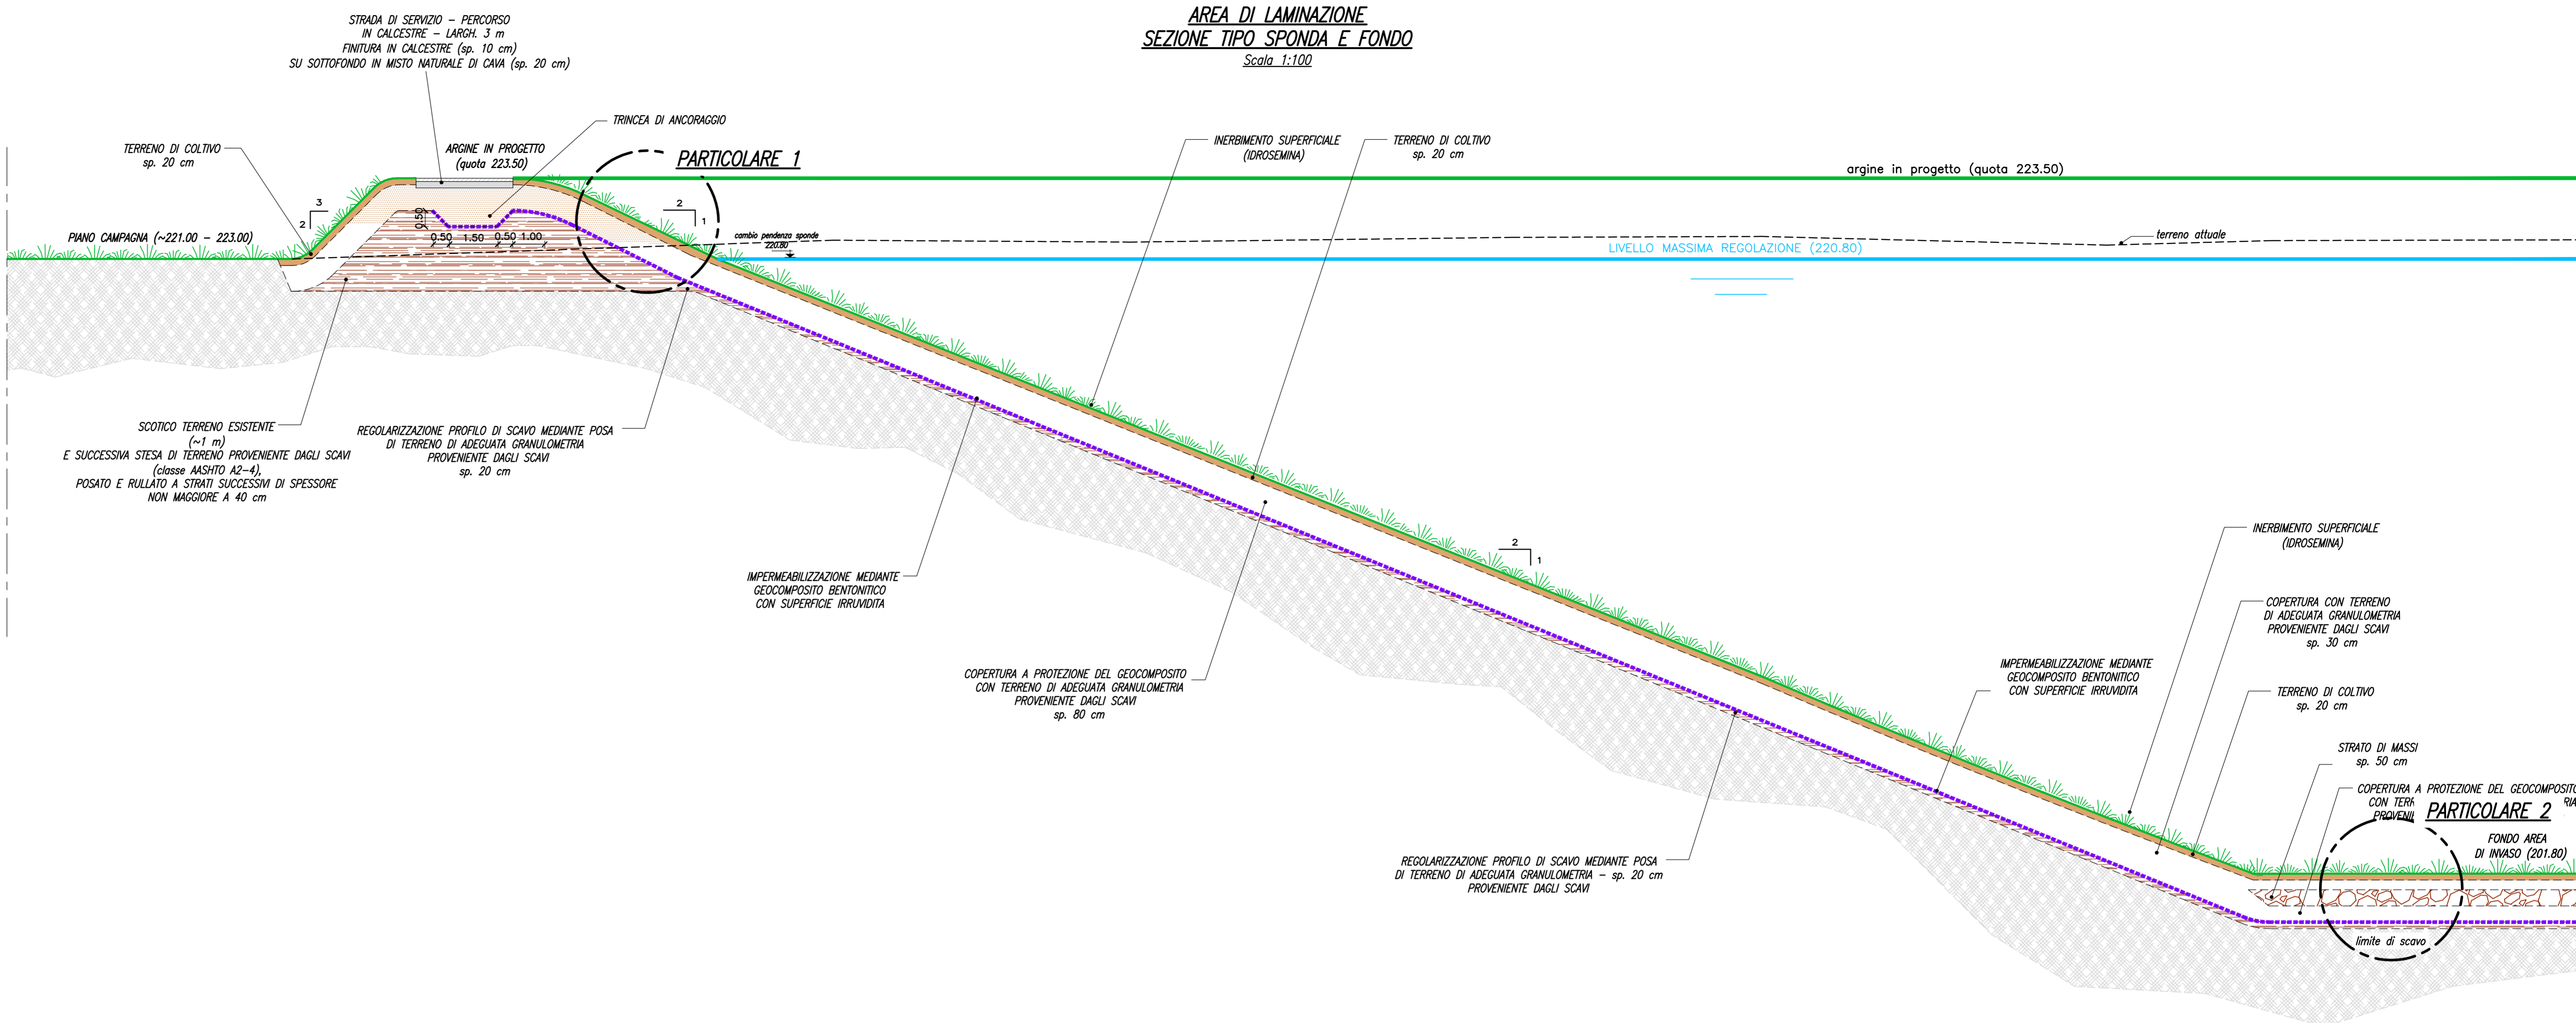 AREA DI LAMINAZIONE
SEZIONE TIPO SPONDA E FONDO
Scala 1:100
STRADA DI SERVIZIO – PERCORSO
IN CALCESTRE – LARGH. 3 m
FINITURA IN CALCESTRE (sp. 10 cm)
SU SOTTOFONDO IN MISTO NATURALE DI CAVA (sp. 20 cm)
TRINCEA DI ANCORAGGIO
TERRENO DI COLTIVO
sp. 20 cm
ARGINE IN PROGETTO
(quota 223.50)
PARTICOLARE 1
INERBIMENTO SUPERFICIALE
(IDROSEMINA)
TERRENO DI COLTIVO
sp. 20 cm
argine in progetto (quota 223.50)
3
2
2
1
0.50
0.50
1.50
0.50
1.00
PIANO CAMPAGNA (~221.00 – 223.00)
cambio pendenza sponde
220.80
LIVELLO MASSIMA REGOLAZIONE (220.80)
terreno attuale
SCOTICO TERRENO ESISTENTE
(~1 m)
E SUCCESSIVA STESA DI TERRENO PROVENIENTE DAGLI SCAVI
(classe AASHTO A2-4),
POSATO E RULLATO A STRATI SUCCESSIVI DI SPESSORE
NON MAGGIORE A 40 cm
REGOLARIZZAZIONE PROFILO DI SCAVO MEDIANTE POSA
DI TERRENO DI ADEGUATA GRANULOMETRIA
PROVENIENTE DAGLI SCAVI
sp. 20 cm
IMPERMEABILIZZAZIONE MEDIANTE
GEOCOMPOSITO BENTONITICO
CON SUPERFICIE IRRUVIDITA
2
1
COPERTURA A PROTEZIONE DEL GEOCOMPOSITO
CON TERRENO DI ADEGUATA GRANULOMETRIA
PROVENIENTE DAGLI SCAVI
sp. 80 cm
INERBIMENTO SUPERFICIALE
(IDROSEMINA)
COPERTURA CON TERRENO
DI ADEGUATA GRANULOMETRIA
PROVENIENTE DAGLI SCAVI
sp. 30 cm
IMPERMEABILIZZAZIONE MEDIANTE
GEOCOMPOSITO BENTONITICO
CON SUPERFICIE IRRUVIDITA
TERRENO DI COLTIVO
sp. 20 cm
STRATO DI MASSI
sp. 50 cm
COPERTURA A PROTEZIONE DEL GEOCOMPOSITO
CON
PARTICOLARE 2
FONDO AREA
DI INVASO (201.80)
REGOLARIZZAZIONE PROFILO DI SCAVO MEDIANTE POSA
DI TERRENO DI ADEGUATA GRANULOMETRIA – sp. 20 cm
PROVENIENTE DAGLI SCAVI
limite di scavo